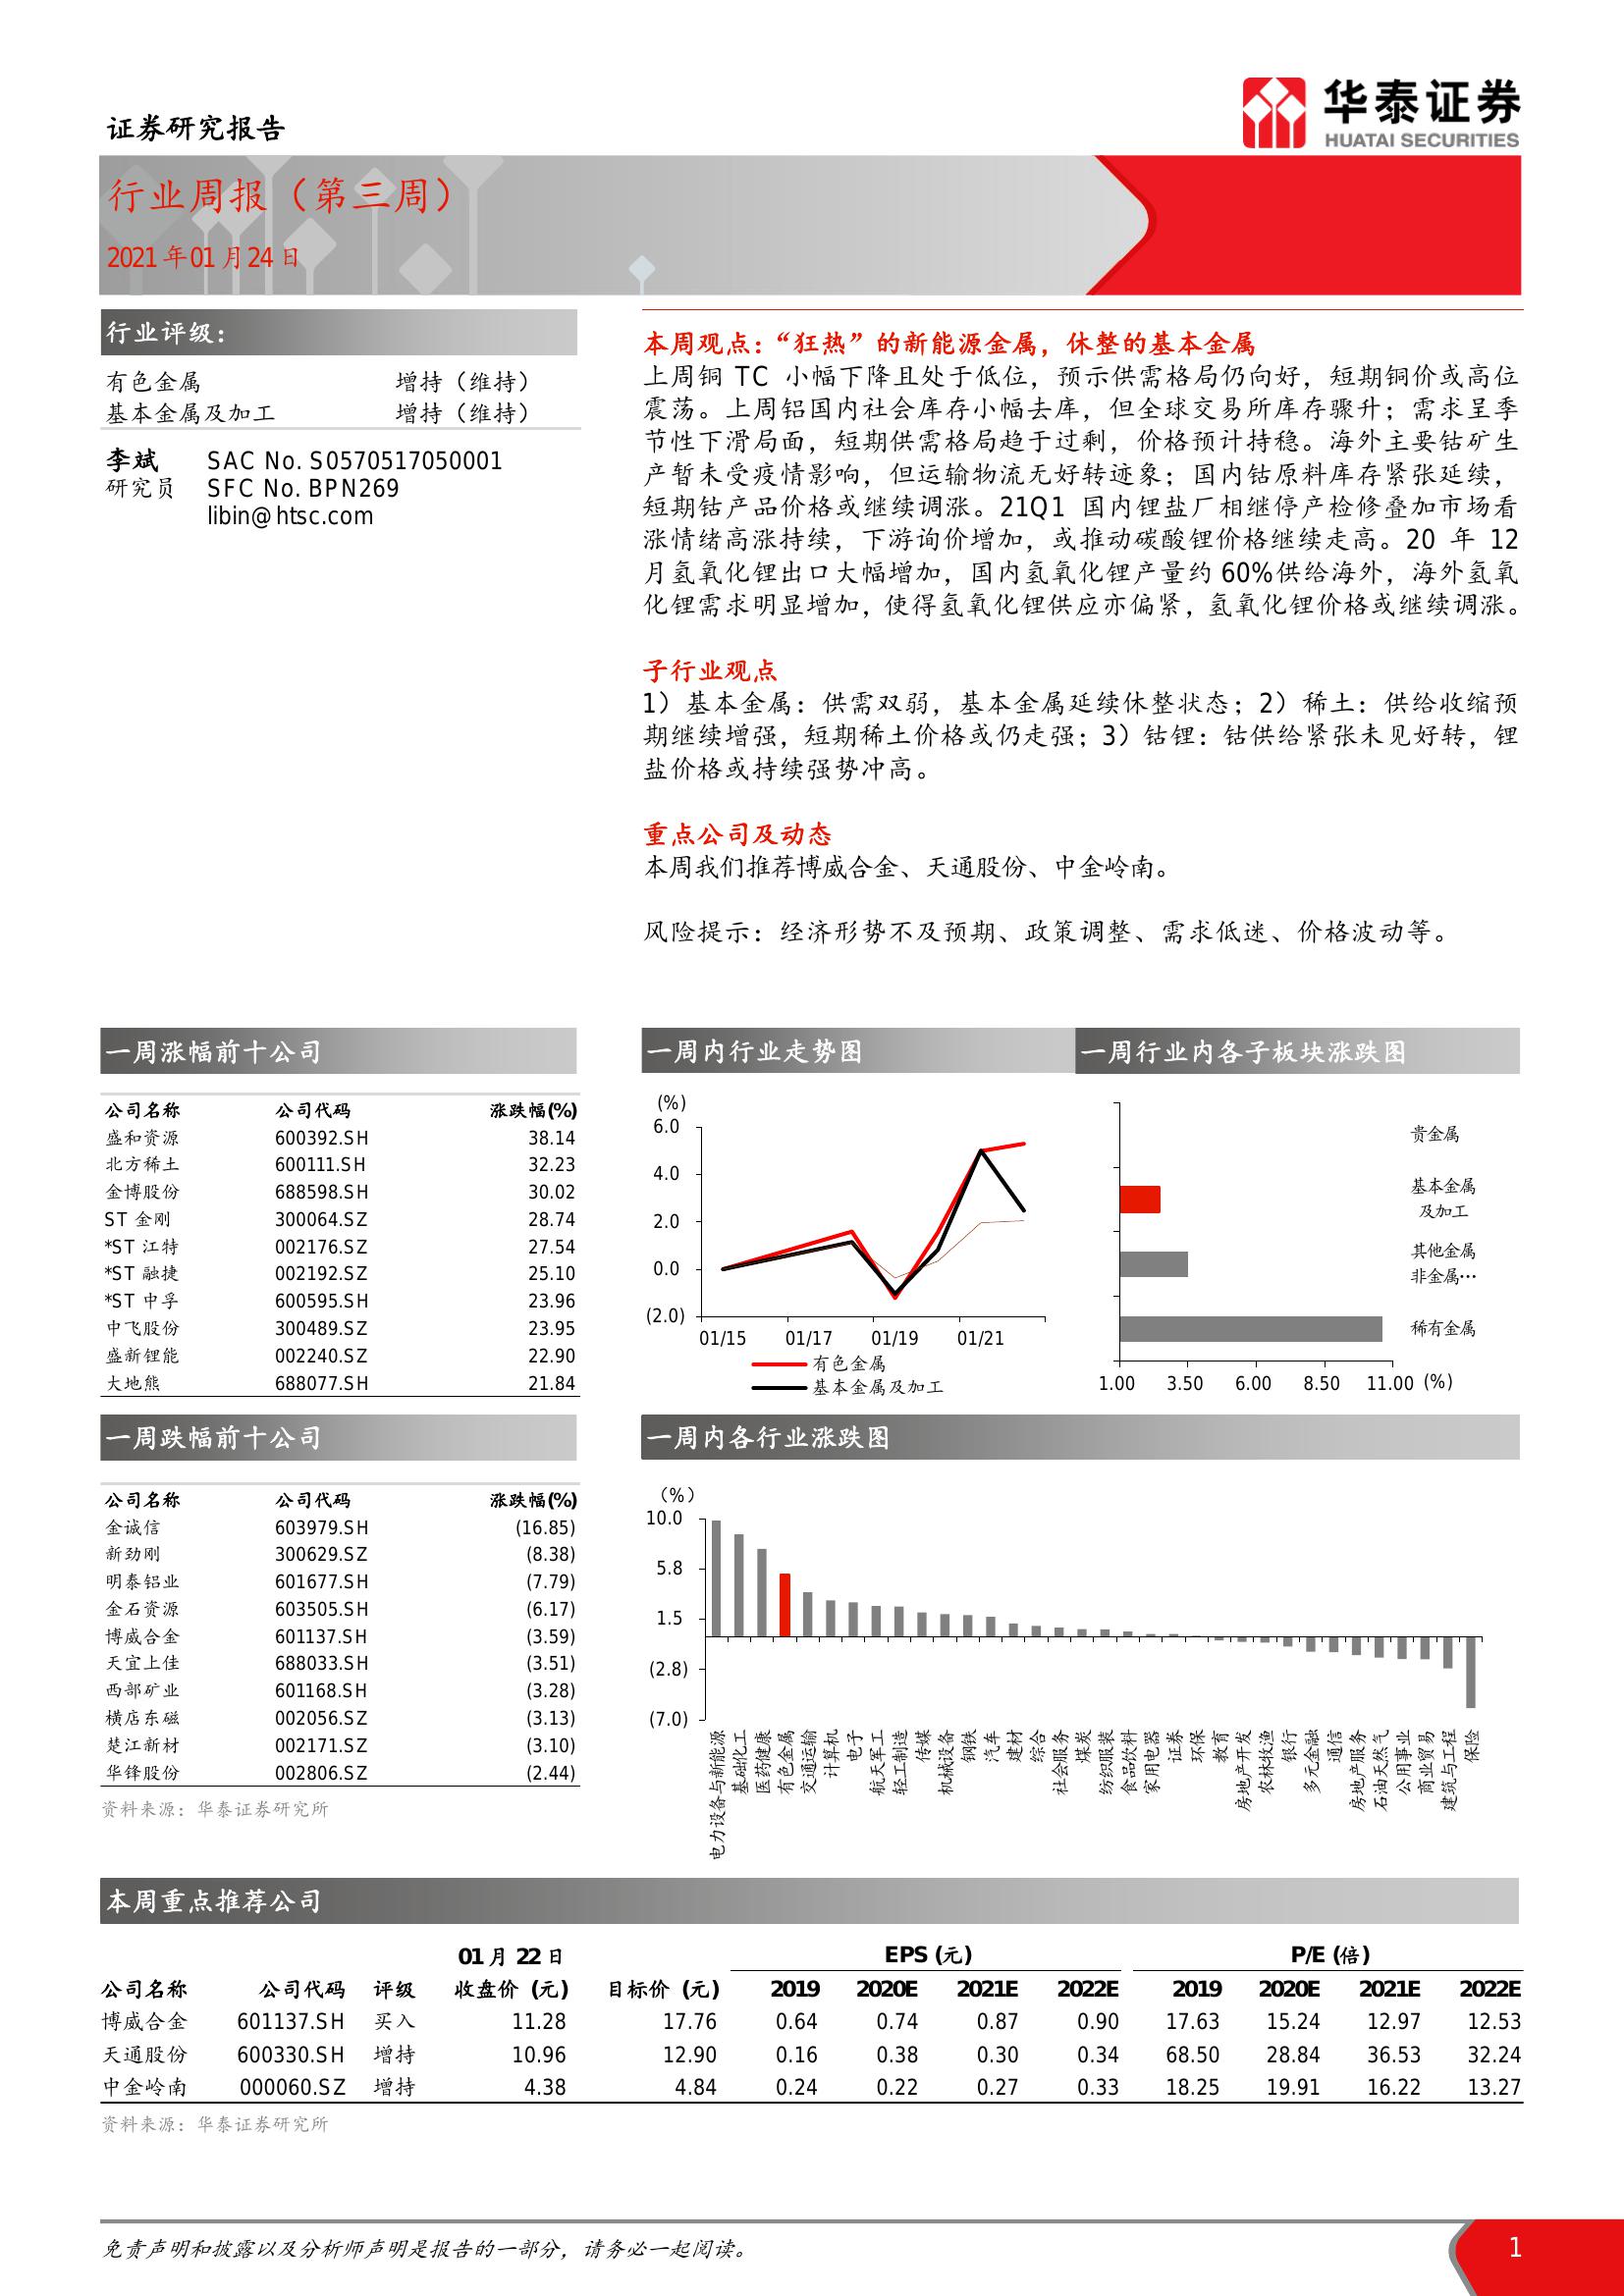 证券研究报告
华泰证券
HUATAI SECURITIES
行业周报（第三周）
2021年01月24日
行业评级：
有色金属 增持（维持）
基本金属及加工 增持（维持）
李斌 SAC No. S0570517050001
研究员 SFC No. BPN269
libin@htsc.com
本周观点：“狂热”的新能源金属，休整的基本金属
上周铜 TC 小幅下降且处于低位，预示供需格局仍向好，短期铜价或高位
震荡。上周铝国内社会库存小幅去库，但全球交易所库存骤升；需求呈季
节性下滑局面，短期供需格局趋于过剩，价格预计持稳。海外主要钴矿生
产暂未受疫情影响，但运输物流无好转迹象；国内钴原料库存紧张延续，
短期钴产品价格或继续调涨。21Q1 国内锂盐厂相继停产检修叠加市场看
涨情绪高涨持续，下游询价增加，或推动碳酸锂价格继续走高。20 年 12
月氢氧化锂出口大幅增加，国内氢氧化锂产量约 60%供给海外，海外氢氧
化锂需求明显增加，使得氢氧化锂供应亦偏紧，氢氧化锂价格或继续调涨。
子行业观点
1）基本金属：供需双弱，基本金属延续休整状态；2）稀土：供给收缩预
期继续增强，短期稀土价格或仍走强；3）钴锂：钴供给紧张未见好转，锂
盐价格或持续强势冲高。
重点公司及动态
本周我们推荐博威合金、天通股份、中金岭南。
风险提示：经济形势不及预期、政策调整、需求低迷、价格波动等。
一周涨幅前十公司
公司名称 公司代码 涨跌幅(%)
盛和资源 600392.SH 38.14
北方稀土 600111.SH 32.23
金博股份 688598.SH 30.02
ST 金刚 300064.SZ 28.74
*ST 江特 002176.SZ 27.54
*ST 融捷 002192.SZ 25.10
*ST 中孚 600595.SH 23.96
中飞股份 300489.SZ 23.95
盛新锂能 002240.SZ 22.90
大地熊 688077.SH 21.84
一周内行业走势图
(%)
6.0
4.0
2.0
0.0
(2.0)
01/15 01/17 01/19 01/21
有色金属
基本金属及加工
一周行业内各子板块涨跌图
贵金属
基本金属
及加工
其他金属
非金属…
稀有金属
1.00 3.50 6.00 8.50 11.00 (%)
一周跌幅前十公司
公司名称 公司代码 涨跌幅(%)
金诚信 603979.SH (16.85)
新劲刚 300629.SZ (8.38)
明泰铝业 601677.SH (7.79)
金石资源 603505.SH (6.17)
博威合金 601137.SH (3.59)
天宜上佳 688033.SH (3.51)
西部矿业 601168.SH (3.28)
横店东磁 002056.SZ (3.13)
楚江新材 002171.SZ (3.10)
华锋股份 002806.SZ (2.44)
资料来源：华泰证券研究所
一周内各行业涨跌图
（%）
10.0
5.8
1.5
(2.8)
(7.0)
电力设备与新能源
基础化工
医药健康
有色金属
交通运输
计算机
电子
航天军工
轻工制造
传媒
机械设备
钢铁
汽车
建材
综合
社会服务
煤炭
纺织服装
食品饮料
家用电器
证券
环保
教育
房地产开发
农林牧渔
银行
多元金融
通信
房地产服务
石油天然气
公用事业
商业贸易
建筑与工程
保险
本周重点推荐公司
01月22日 EPS (元) P/E (倍)
公司名称 公司代码 评级 收盘价 (元) 目标价 (元) 2019 2020E 2021E 2022E 2019 2020E 2021E 2022E
博威合金 601137.SH 买入 11.28 17.76 0.64 0.74 0.87 0.90 17.63 15.24 12.97 12.53
天通股份 600330.SH 增持 10.96 12.90 0.16 0.38 0.30 0.34 68.50 28.84 36.53 32.24
中金岭南 000060.SZ 增持 4.38 4.84 0.24 0.22 0.27 0.33 18.25 19.91 16.22 13.27
资料来源：华泰证券研究所
免责声明和披露以及分析师声明是报告的一部分，请务必一起阅读。
1